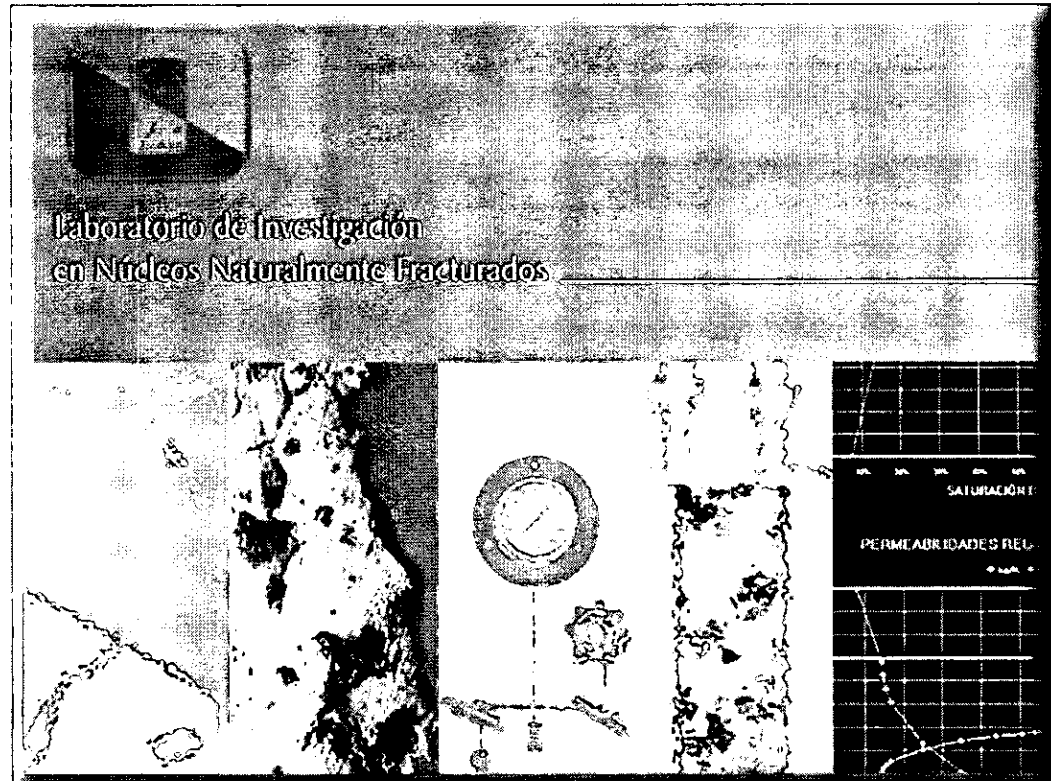 Laboratorio de Investigación
en Núcleos Naturalmente Fracturados
SATURACIÓN
PERMEABILIDADES REL